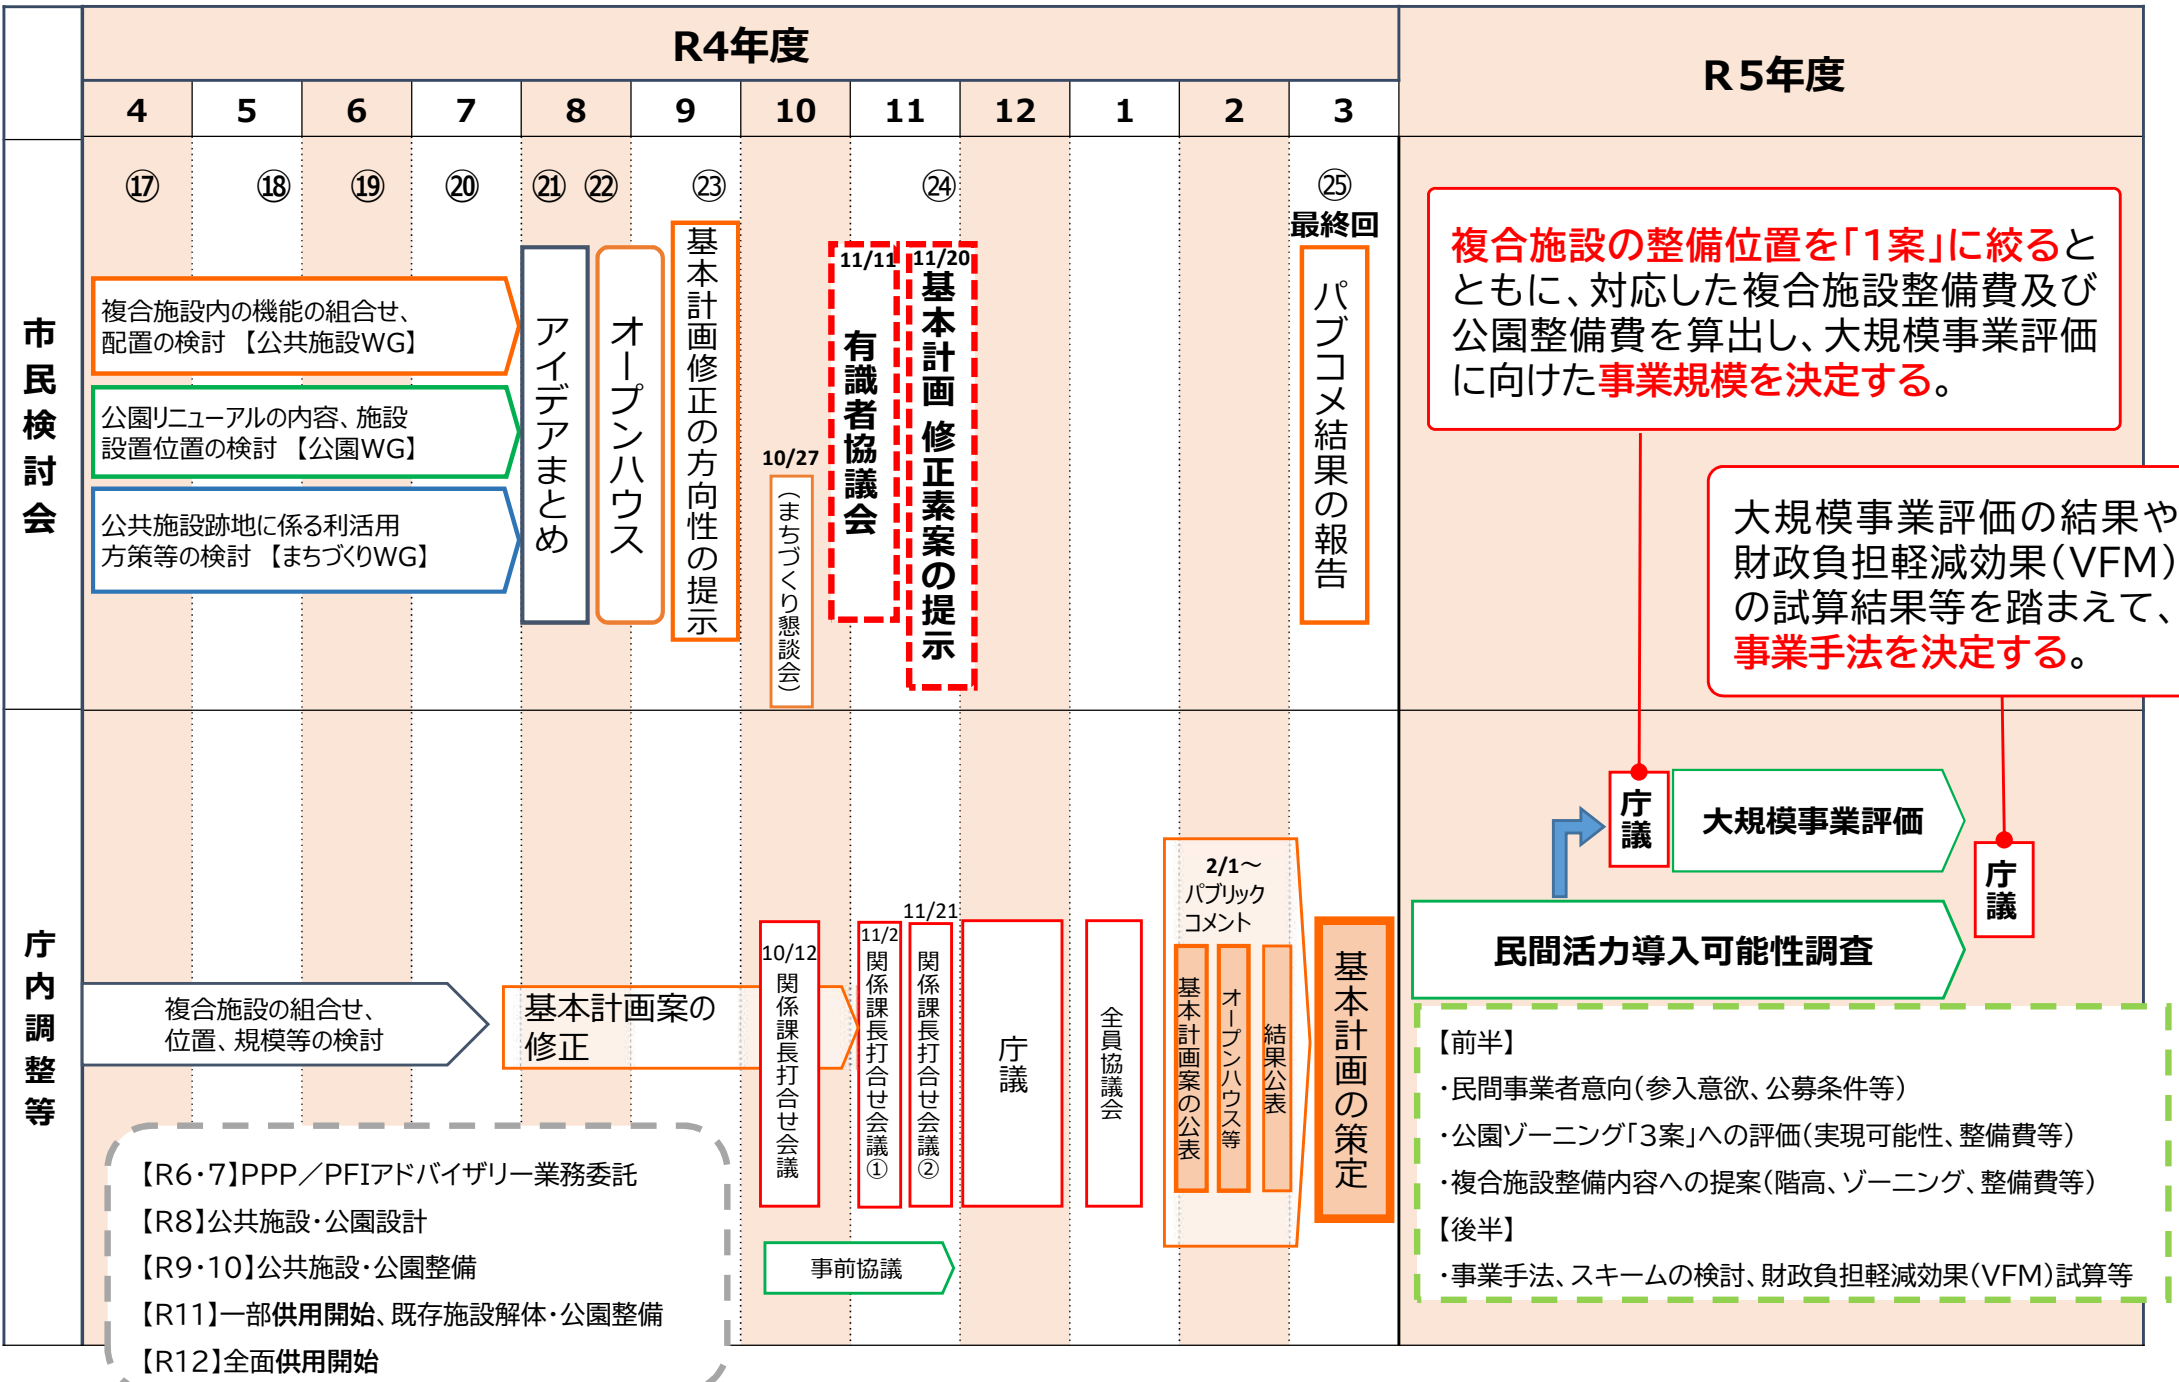 R4年度
R5年度
4 5 6 7 8 9 10 11 12 1 2 3
市民検討会
⑰ ⑱ ⑲ ⑳ ㉑ ㉒ ㉓ ㉔ ㉕
最終回
複合施設内の機能の組合せ、
配置の検討 【公共施設WG】
公園リニューアルの内容、施設
設置位置の検討 【公園WG】
公共施設跡地に係る利活用
方策等の検討 【まちづくりWG】
アイデアまとめ
オープンハウス
基本計画修正の方向性の提示
10/27
（まちづくり懇談会）
11/11
有識者協議会
11/20
基本計画 修正素案の提示
パブコメ結果の報告
複合施設の整備位置を「1案」に絞ると
ともに、対応した複合施設整備費及び
公園整備費を算出し、大規模事業評価
に向けた事業規模を決定する。
大規模事業評価の結果や
財政負担軽減効果（VFM）
の試算結果等を踏まえて、
事業手法を決定する。
庁内調整等
複合施設の組合せ、
位置、規模等の検討
基本計画案の
修正
10/12
関係課長打合せ会議
11/2
関係課長打合せ会議①
11/21
関係課長打合せ会議②
庁議
全員協議会
2/1～
パブリック
コメント
基本計画案の公表
オープンハウス等
結果公表
基本計画の策定
事前協議
庁議
大規模事業評価
庁議
民間活力導入可能性調査
【前半】
・民間事業者意向（参入意欲、公募条件等）
・公園ゾーニング「3案」への評価（実現可能性、整備費等）
・複合施設整備内容への提案（階高、ゾーニング、整備費等）
【後半】
・事業手法、スキームの検討、財政負担軽減効果（VFM）試算等
【R6・7】PPP／PFIアドバイザリー業務委託
【R8】公共施設・公園設計
【R9・10】公共施設・公園整備
【R11】一部供用開始、既存施設解体・公園整備
【R12】全面供用開始